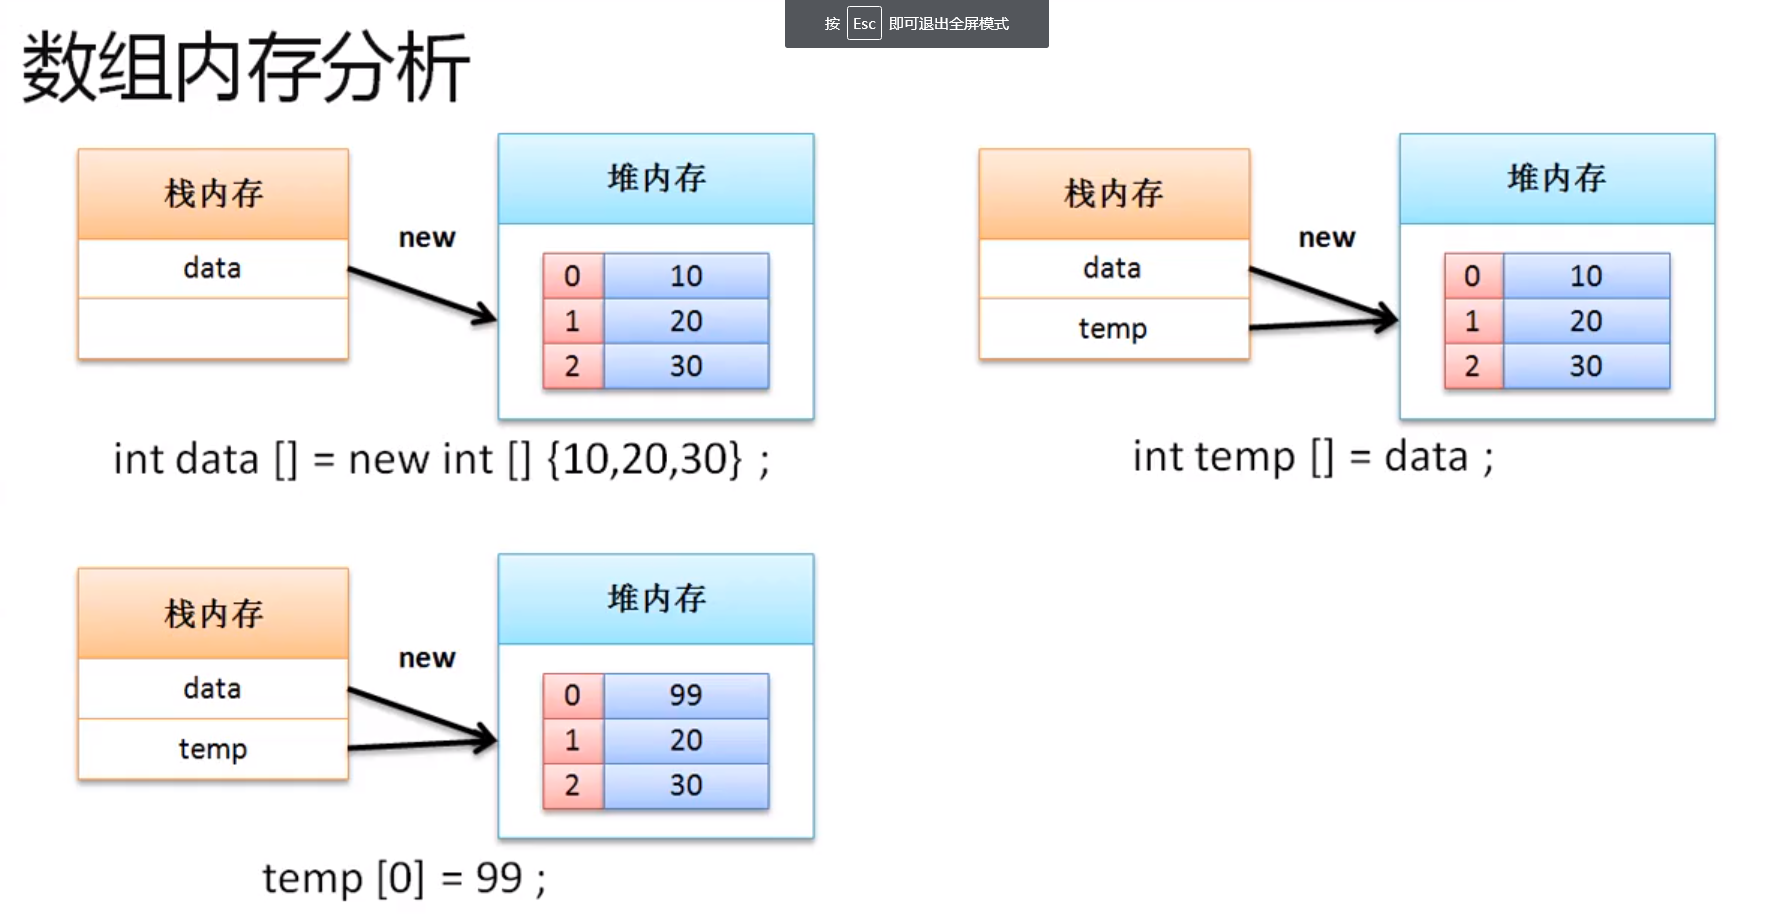 按 Esc 即可退出全屏模式
数组内存分析
栈内存
data
new
堆内存
0 10
1 20
2 30
int data [] = new int [] {10,20,30} ;
栈内存
data
temp
new
堆内存
0 10
1 20
2 30
int temp [] = data ;
栈内存
data
temp
new
堆内存
0 99
1 20
2 30
temp [0] = 99 ;